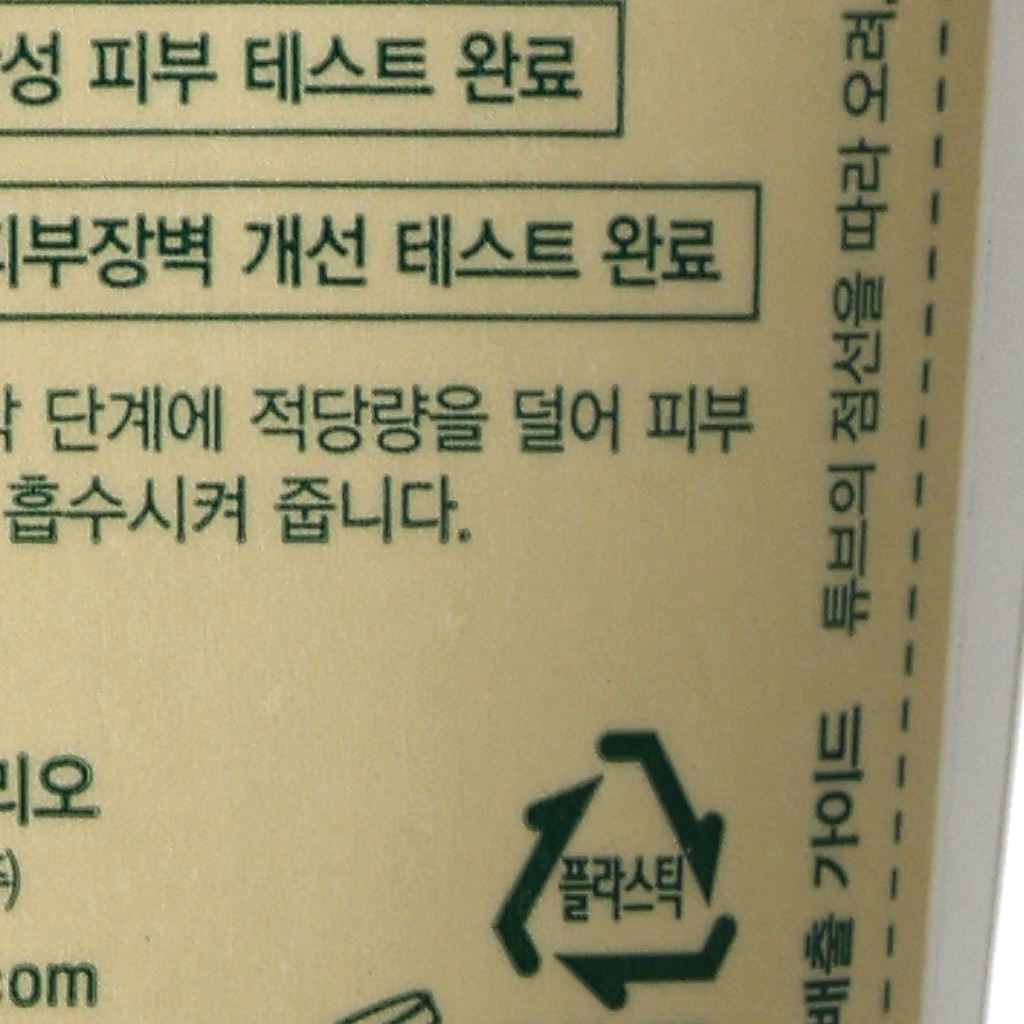 성 피부 테스트 완료
피부장벽 개선 테스트 완료
단계에 적당량을 덜어 피부
흡수시켜 줍니다.
리오
.com
플라스틱
배출 가이드 튜브의 점선을 따라 오려,